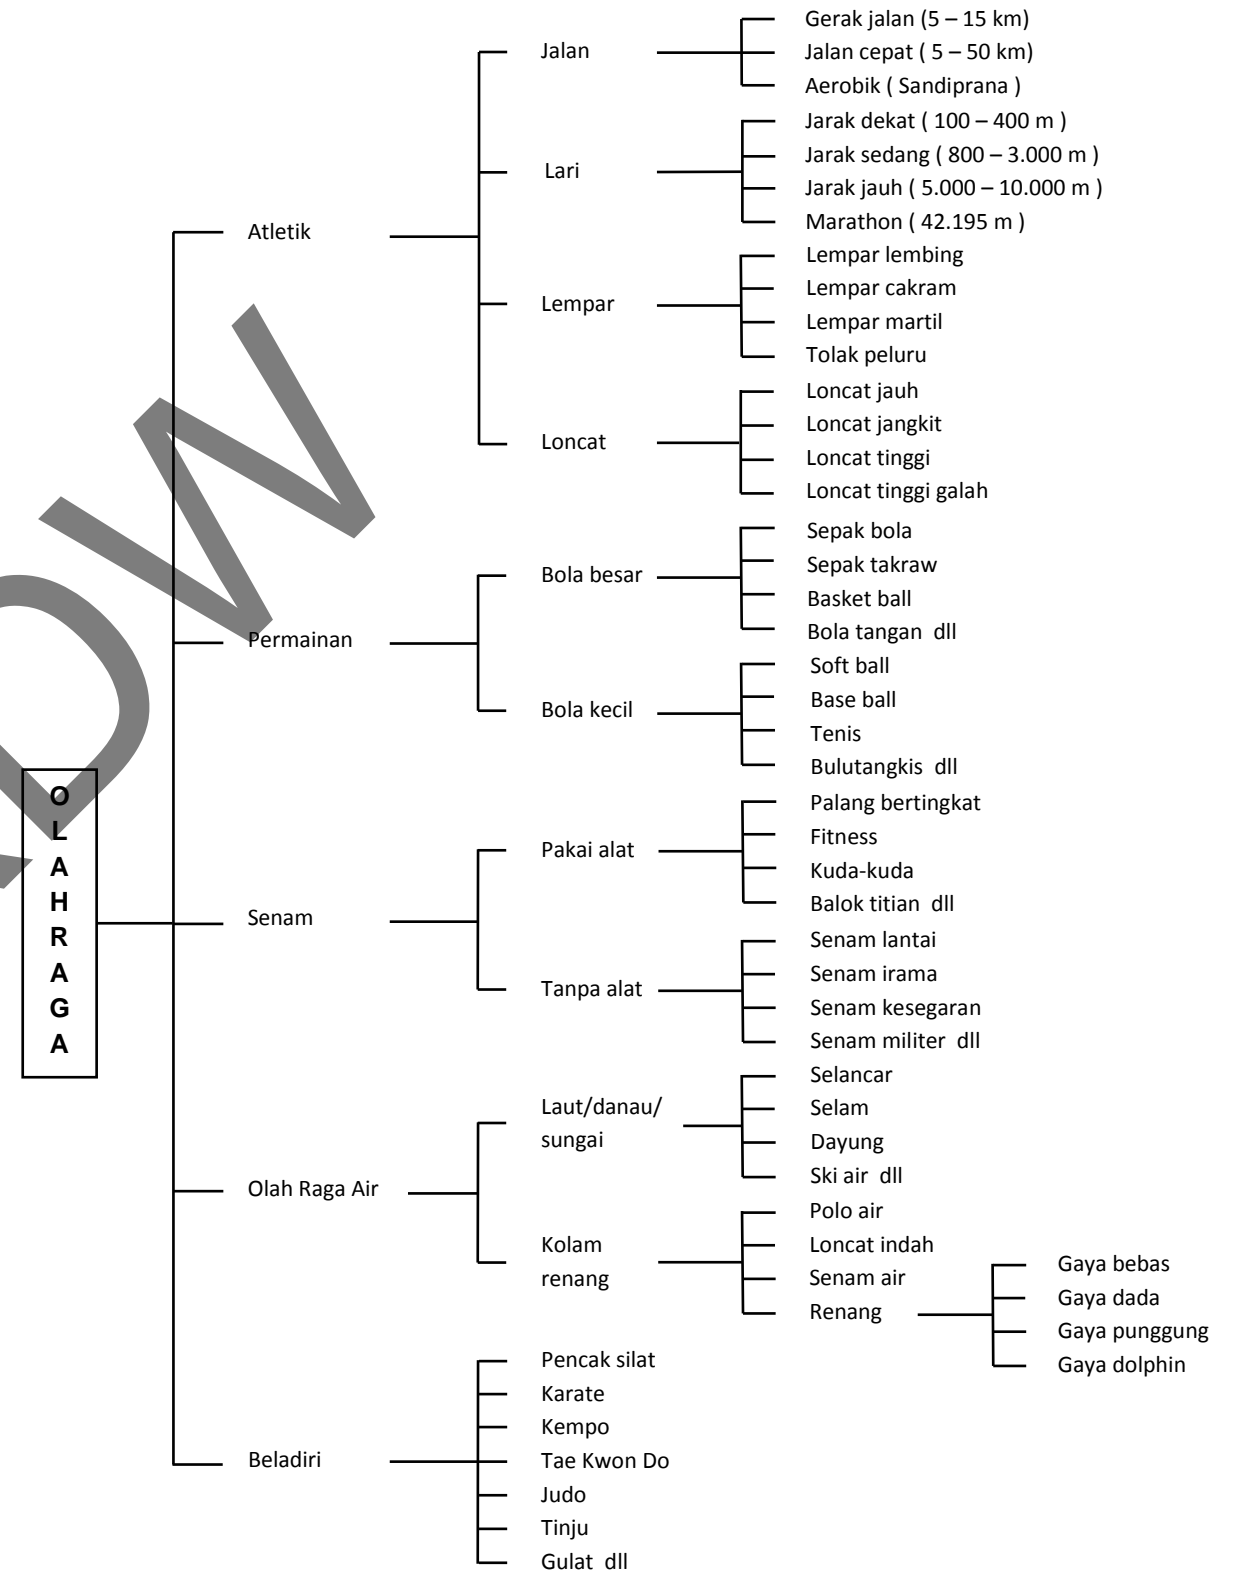 OLAHRAGA
Atletik
Jalan
Gerak jalan (5 – 15 km)
Jalan cepat ( 5 – 50 km)
Aerobik ( Sandiprana )
Lari
Jarak dekat ( 100 – 400 m )
Jarak sedang ( 800 – 3.000 m )
Jarak jauh ( 5.000 – 10.000 m )
Marathon ( 42.195 m )
Lempar
Lempar lembing
Lempar cakram
Lempar martil
Tolak peluru
Loncat
Loncat jauh
Loncat jangkit
Loncat tinggi
Loncat tinggi galah
Permainan
Bola besar
Sepak bola
Sepak takraw
Basket ball
Bola tangan dll
Bola kecil
Soft ball
Base ball
Tenis
Bulutangkis dll
Senam
Pakai alat
Palang bertingkat
Fitness
Kuda-kuda
Balok titian dll
Tanpa alat
Senam lantai
Senam irama
Senam kesegaran
Senam militer dll
Olah Raga Air
Laut/danau/
sungai
Selancar
Selam
Dayung
Ski air dll
Kolam
renang
Polo air
Loncat indah
Senam air
Renang
Gaya bebas
Gaya dada
Gaya punggung
Gaya dolphin
Beladiri
Pencak silat
Karate
Kempo
Tae Kwon Do
Judo
Tinju
Gulat dll